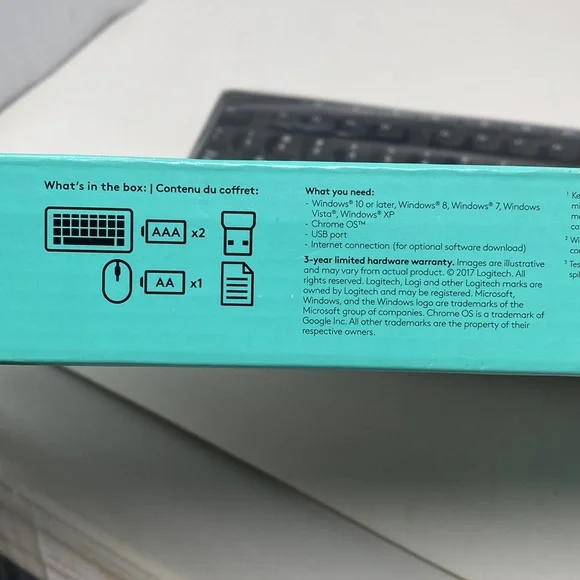 What's in the box: | Contenu du coffret:
AAA x2
AA x1
What you need:
- Windows® 10 or later, Windows® 8, Windows® 7, Windows
Vista®, Windows® XP
- Chrome OS™
- USB port
- Internet connection (for optional software download)
3-year limited hardware warranty. Images are illustrative
and may vary from actual product. © 2017 Logitech. All
rights reserved. Logitech, Logi and other Logitech marks are
owned by Logitech and may be registered. Microsoft,
Windows, and the Windows logo are trademarks of the
Microsoft group of companies. Chrome OS is a trademark of
Google Inc. All other trademarks are the property of their
respective owners.
1
2
3